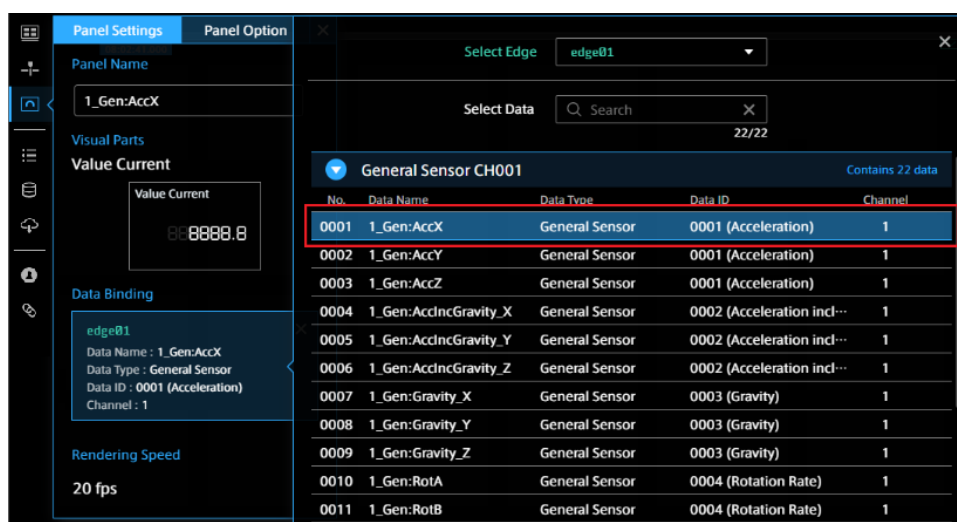 Panel Settings
Panel Option
Panel Name
1_Gen:AccX
Visual Parts
Value Current
Value Current
8888.8
Data Binding
edge01
Data Name : 1_Gen:AccX
Data Type : General Sensor
Data ID : 0001 (Acceleration)
Channel : 1
Rendering Speed
20 fps
Select Edge
edge01
Select Data
Search
22/22
General Sensor CH001
Contains 22 data
No. Data Name Data Type Data ID Channel
0001 1_Gen:AccX General Sensor 0001 (Acceleration) 1
0002 1_Gen:AccY General Sensor 0001 (Acceleration) 1
0003 1_Gen:AccZ General Sensor 0001 (Acceleration) 1
0004 1_Gen:AccIncGravity_X General Sensor 0002 (Acceleration incl··· 1
0005 1_Gen:AccIncGravity_Y General Sensor 0002 (Acceleration incl··· 1
0006 1_Gen:AccIncGravity_Z General Sensor 0002 (Acceleration incl··· 1
0007 1_Gen:Gravity_X General Sensor 0003 (Gravity) 1
0008 1_Gen:Gravity_Y General Sensor 0003 (Gravity) 1
0009 1_Gen:Gravity_Z General Sensor 0003 (Gravity) 1
0010 1_Gen:RotA General Sensor 0004 (Rotation Rate) 1
0011 1_Gen:RotB General Sensor 0004 (Rotation Rate) 1